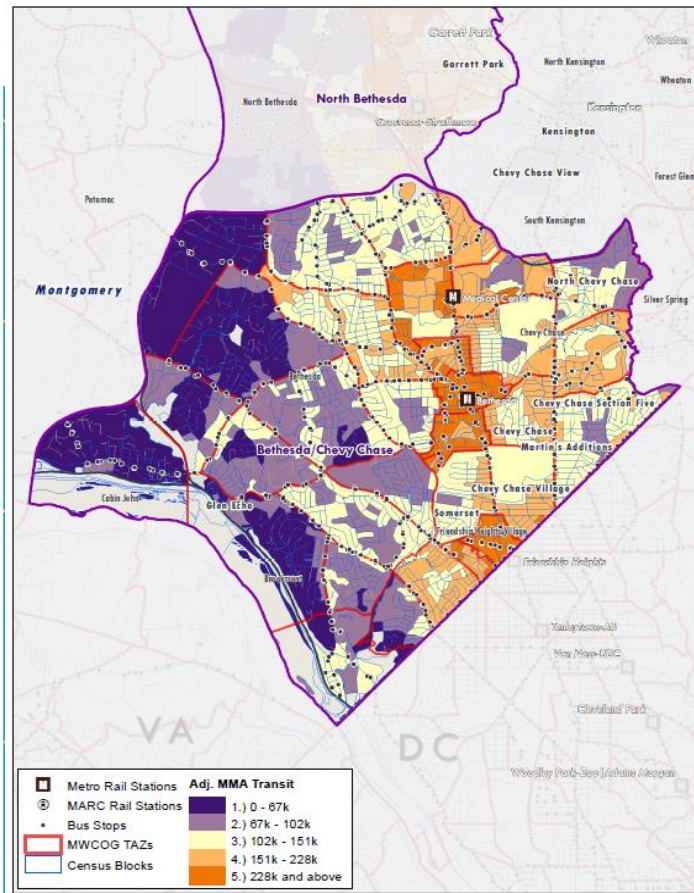 Garrett Park
Garrett Park
Wheaton
North Kensington
Wheaton
North Bethesda
North Bethesda
Kensington
Grosvenor-Strathmore
Kensington
Chevy Chase View
Forest Glen
Potomac
South Kensington
Montgomery
North Chevy Chase
M Medical Center
Silver Spring
Chevy Chase
Bethesda
M Bethesda
Chevy Chase Section Five
Chevy Chase
Bethesda/Chevy Chase
Martin's Additions
Chevy Chase Village
Cabin John
Glen Echo
Somerset
Friendship Heights Village
Friendship Heights
Brookmont
Tenleytown-AU
Van Ness-UDC
Cleveland Park
VA
DC
Woodley Park-Zoo/Adams Morgan
M Metro Rail Stations
MARC Rail Stations
Bus Stops
MWCOG TAZs
Census Blocks
Adj. MMA Transit
1.) 0 - 67k
2.) 67k - 102k
3.) 102k - 151k
4.) 151k - 228k
5.) 228k and above